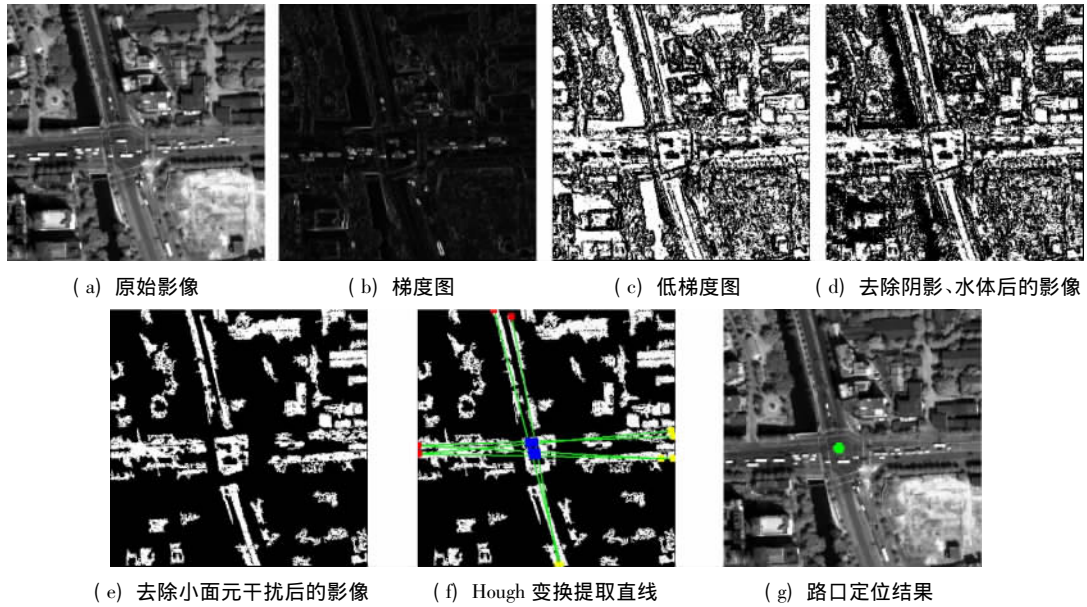 ( a) 原始影像
( b) 梯度图
( c) 低梯度图
( d) 去除阴影、水体后的影像
( e) 去除小面元干扰后的影像
( f) Hough 变换提取直线
( g) 路口定位结果